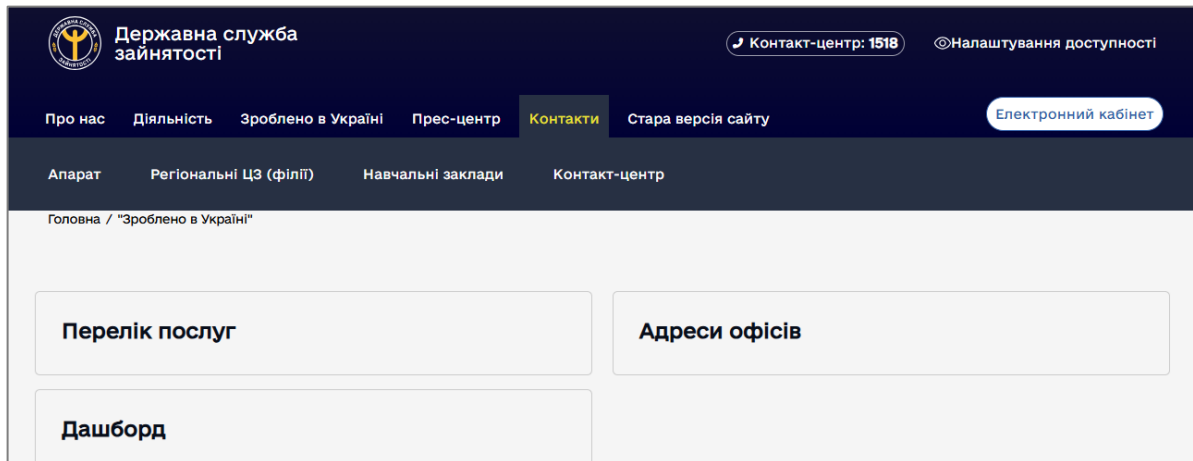 Державна служба
зайнятості
Контакт-центр: 1518
Налаштування доступності
Про нас Діяльність Зроблено в Україні Прес-центр Контакти Стара версія сайту
Електронний кабінет
Апарат Регіональні ЦЗ (філії) Навчальні заклади Контакт-центр
Головна / "Зроблено в Україні"
Перелік послуг
Адреси офісів
Дашборд